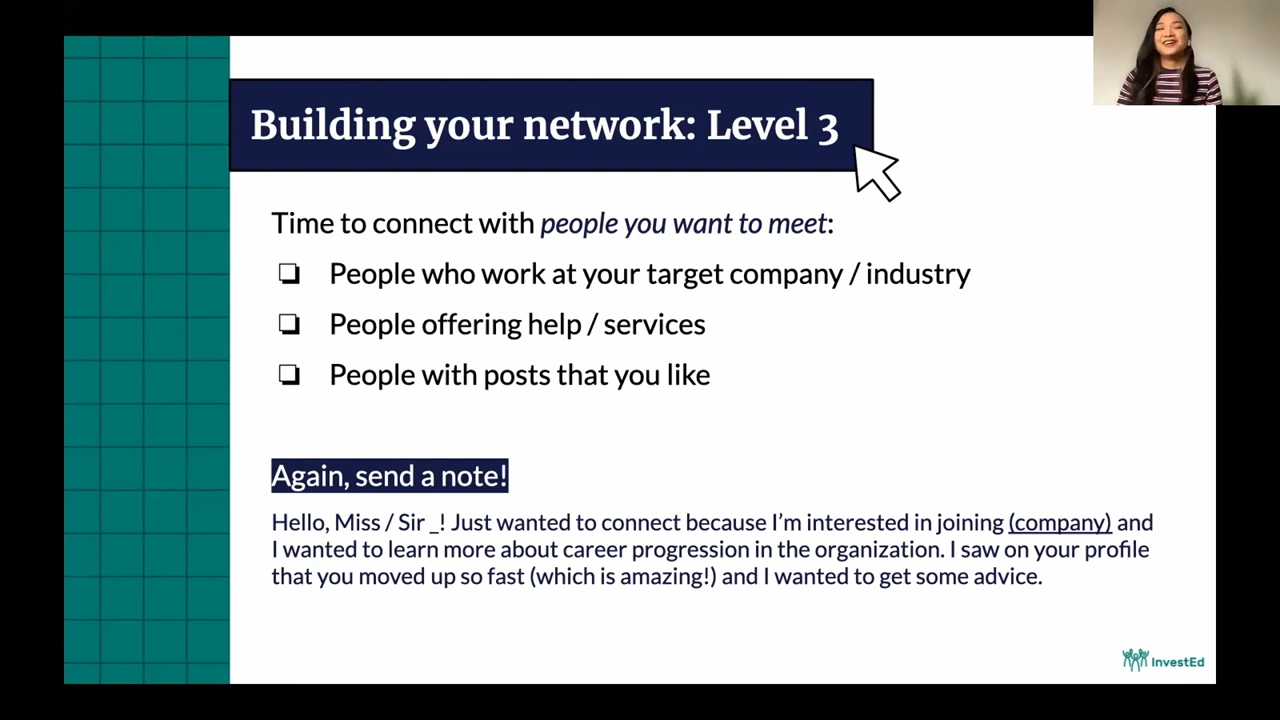 Building your network: Level 3
Time to connect with people you want to meet:
❏ People who work at your target company / industry
❏ People offering help / services
❏ People with posts that you like
Again, send a note!
Hello, Miss / Sir _! Just wanted to connect because I’m interested in joining (company) and
I wanted to learn more about career progression in the organization. I saw on your profile
that you moved up so fast (which is amazing!) and I wanted to get some advice.
InvestEd